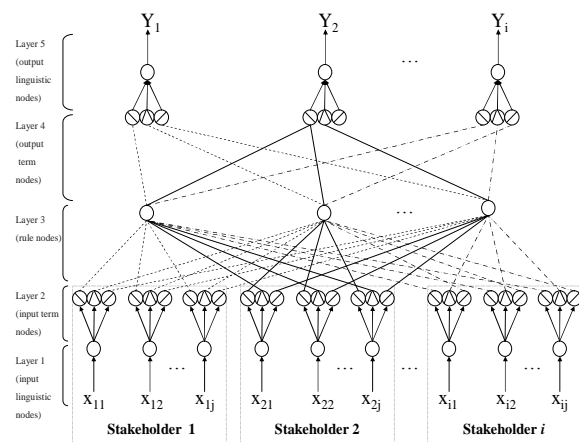 Y1 Y2 Yi
Layer 5
(output
linguistic
nodes)
...
Layer 4
(output
term
nodes)
Layer 3
(rule nodes)
...
Layer 2
(input term
nodes)
Layer 1
(input
linguistic
nodes)
... ... ... ...
x11 x12 x1j x21 x22 x2j xi1 xi2 xij
Stakeholder 1 Stakeholder 2 Stakeholder i